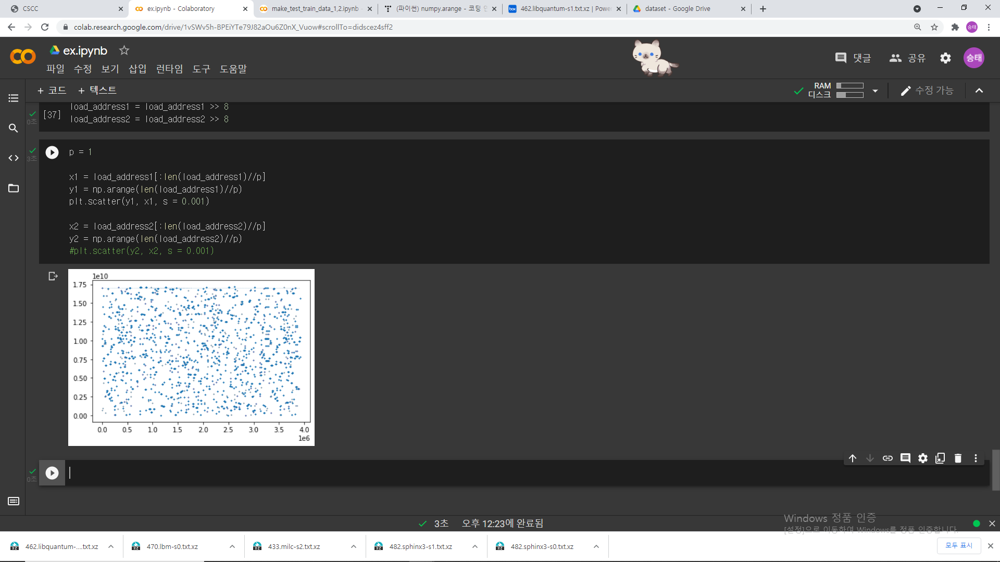 CSCC
ex.ipynb - Colaboratory
make_test_train_data_1,2.ipynb
(파이썬) numpy.arange - 코딩
462.libquantum-s1.txt.xz | Powe
dataset - Google Drive
colab.research.google.com/drive/1vSWv5h-BPEiYTe79J82aOu6Z0nX_Vuow#scrollTo=didscez4sff2
승태
ex.ipynb
댓글
공유
승태
파일 수정 보기 삽입 런타임 도구 도움말
+ 코드 + 텍스트
RAM
디스크
수정 가능
load_address1 = load_address1 >> 8
[37]
load_address2 = load_address2 >> 8
0초
p = 1
3초
x1 = load_address1[:len(load_address1)//p]
y1 = np.arange(len(load_address1)//p)
plt.scatter(y1, x1, s = 0.001)
x2 = load_address2[:len(load_address2)//p]
y2 = np.arange(len(load_address2)//p)
#plt.scatter(y2, x2, s = 0.001)
1e10
1.75
1.50
1.25
1.00
0.75
0.50
0.25
0.00
0.0 0.5 1.0 1.5 2.0 2.5 3.0 3.5 4.0
1e6
0초
3초 오후 12:23에 완료됨
Windows 정품 인증
[설정]으로 이동하여 Windows를 정품 인증합니다.
462.libquantum-....txt.xz
470.lbm-s0.txt.xz
433.milc-s2.txt.xz
482.sphinx3-s1.txt.xz
482.sphinx3-s0.txt.xz
모두 표시